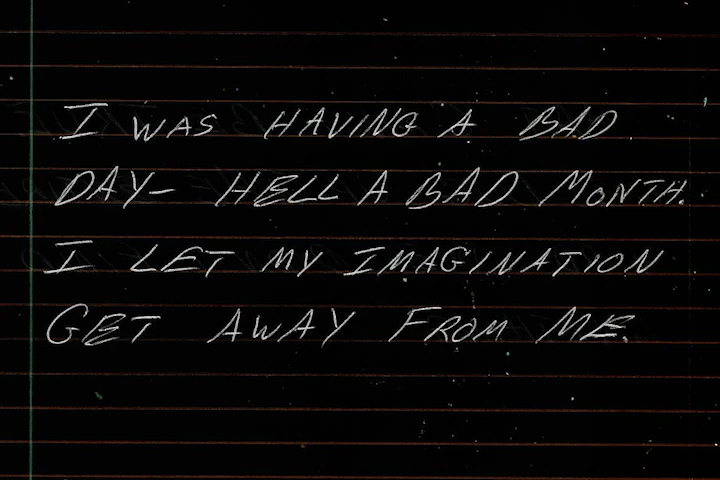 I WAS HAVING A BAD
DAY- HELL A BAD MONTH.
I LET MY IMAGINATION
GET AWAY FROM ME.